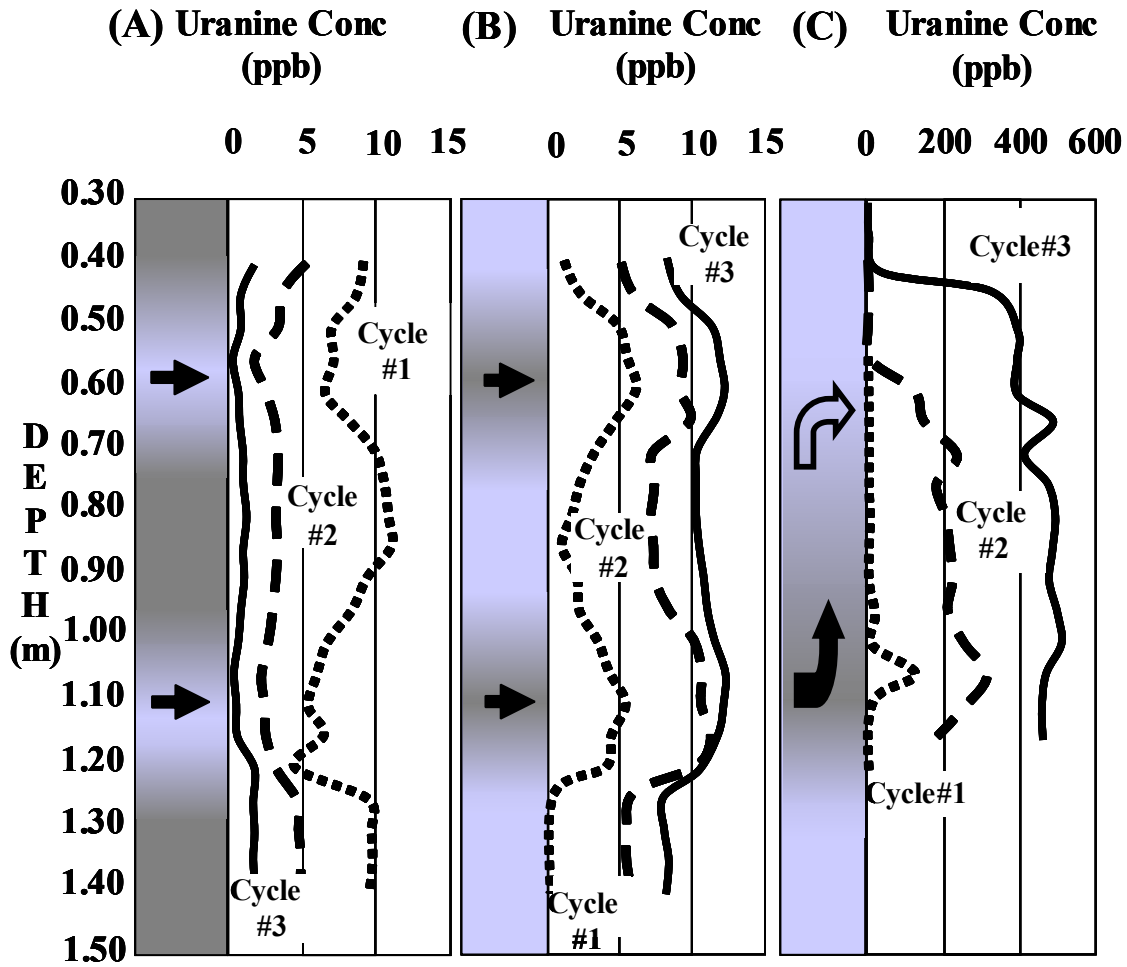 (A) Uranine Conc
(ppb)
(B) Uranine Conc
(ppb)
(C) Uranine Conc
(ppb)
0 5 10 15
0 5 10 15
0 200 400 600
0.30
0.40
0.50
0.60
0.70
0.80
0.90
1.00
1.10
1.20
1.30
1.40
1.50
D
E
P
T
H
(m)
Cycle
#1
Cycle
#2
Cycle
#3
Cycle
#3
Cycle
#2
Cycle
#1
Cycle#3
Cycle
#2
Cycle#1